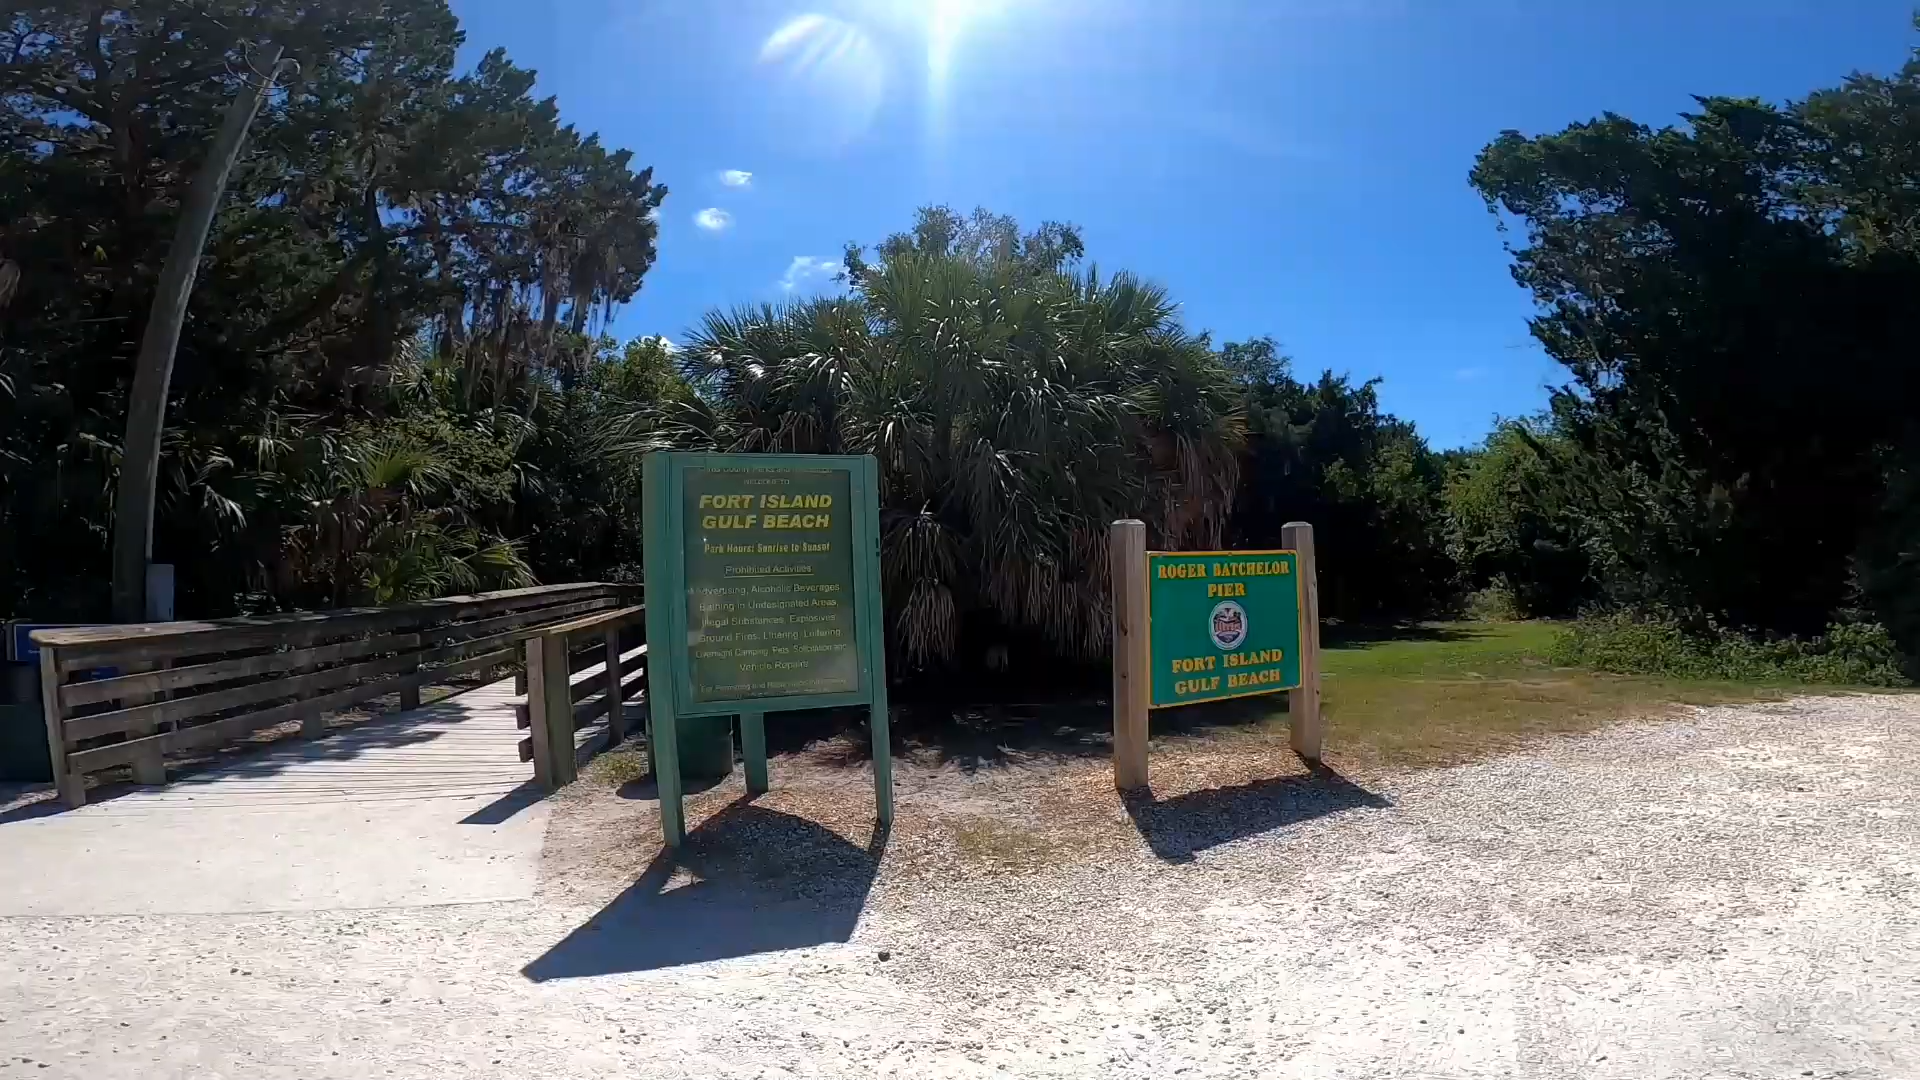 WELCOME TO
FORT ISLAND
GULF BEACH
Park Hours: Sunrise to Sunset
Prohibited Activities
Advertising, Alcoholic Beverages
Bathing in Undesignated Areas
Illegal Substances, Explosives
Ground Fires, Littering, Loitering
Overnight Camping, Pets, Solicitation and
Vehicle Repairs
ROGER BATCHELOR
PIER
FORT ISLAND
GULF BEACH